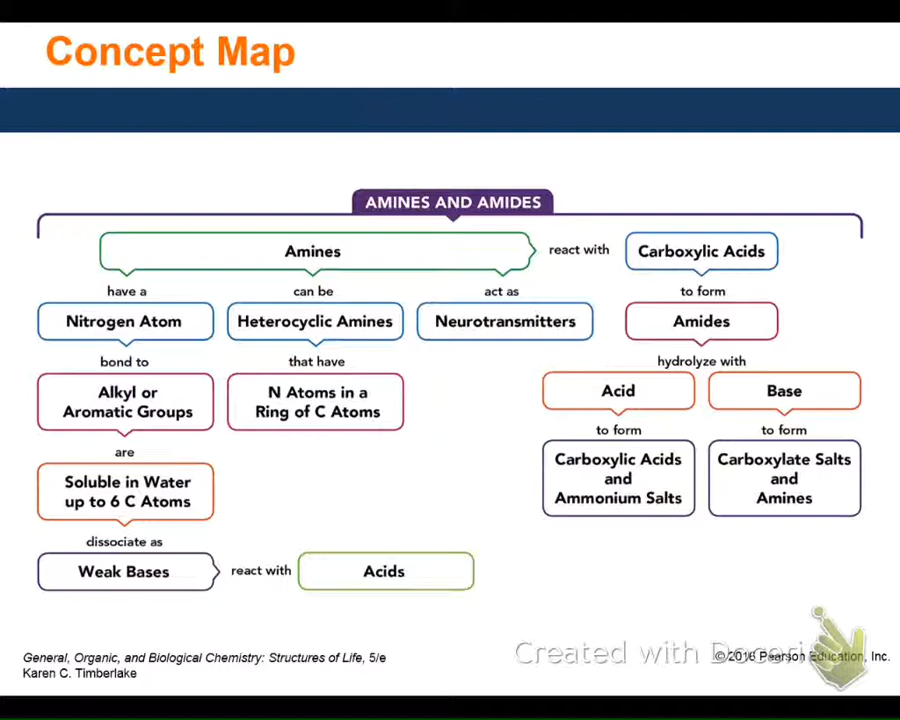 Concept Map
AMINES AND AMIDES
Amines
react with
Carboxylic Acids
have a
can be
act as
to form
Nitrogen Atom
Heterocyclic Amines
Neurotransmitters
Amides
bond to
that have
hydrolyze with
Alkyl or
Aromatic Groups
N Atoms in a
Ring of C Atoms
Acid
Base
are
to form
to form
Soluble in Water
up to 6 C Atoms
Carboxylic Acids
and
Ammonium Salts
Carboxylate Salts
and
Amines
dissociate as
Weak Bases
react with
Acids
General, Organic, and Biological Chemistry: Structures of Life, 5/e
Karen C. Timberlake
Created with
© 2016 Pearson Education, Inc.